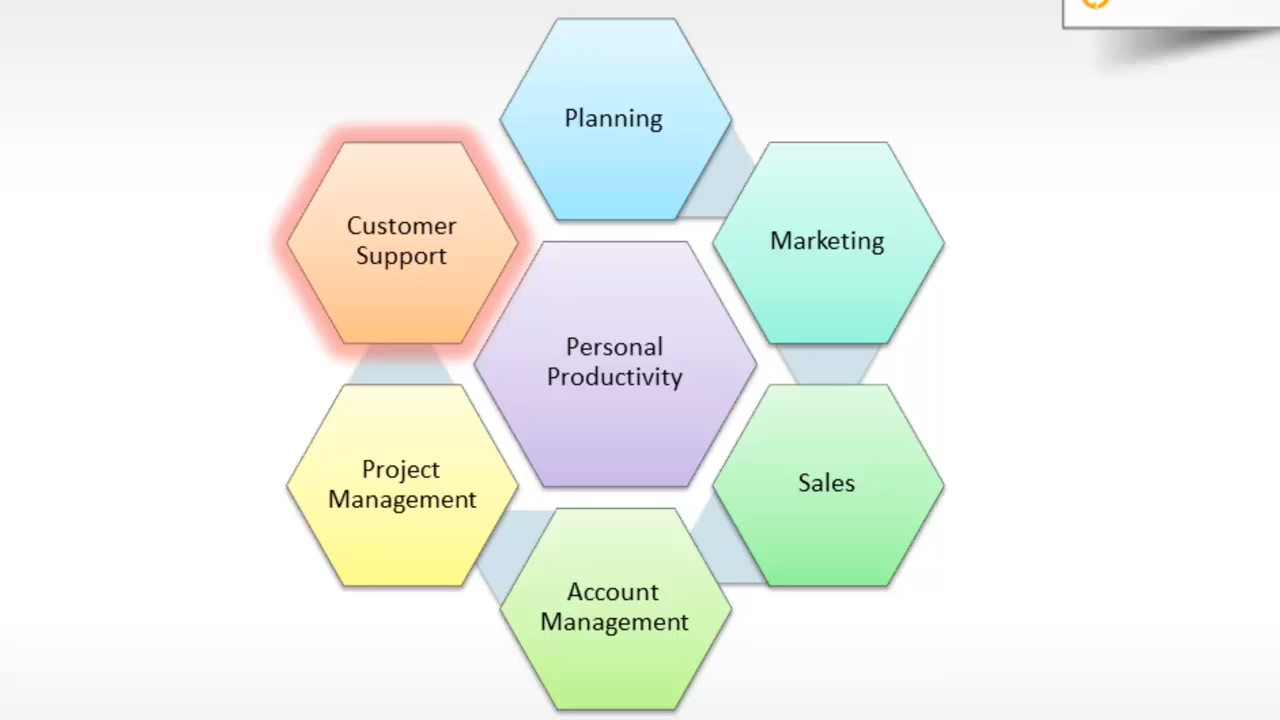 Planning
Marketing
Customer
Support
Personal
Productivity
Sales
Project
Management
Account
Management